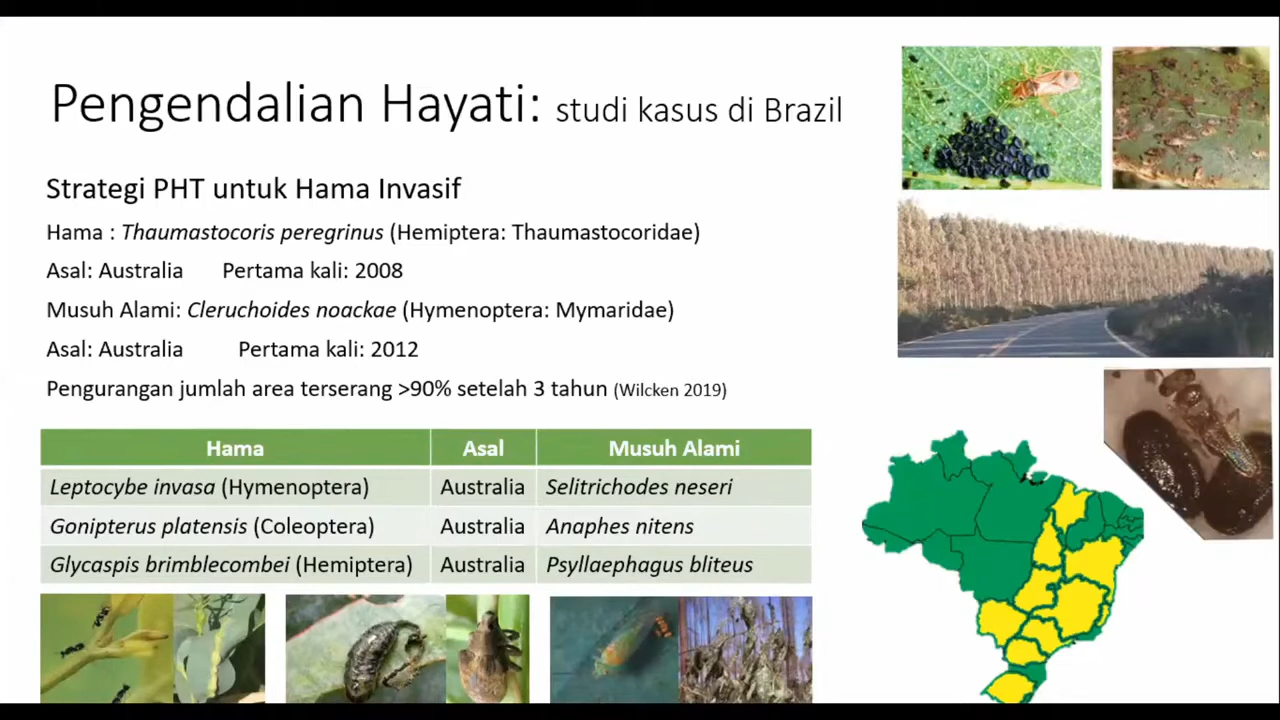 Pengendalian Hayati: studi kasus di Brazil
Strategi PHT untuk Hama Invasif
Hama : Thaumastocoris peregrinus (Hemiptera: Thaumastocoridae)
Asal: Australia Pertama kali: 2008
Musuh Alami: Cleruchoides noackae (Hymenoptera: Mymaridae)
Asal: Australia Pertama kali: 2012
Pengurangan jumlah area terserang >90% setelah 3 tahun (Wilcken 2019)
Hama Asal Musuh Alami
Leptocybe invasa (Hymenoptera) Australia Selitrichodes neseri
Gonipterus platensis (Coleoptera) Australia Anaphes nitens
Glycaspis brimblecombei (Hemiptera) Australia Psyllaephagus bliteus